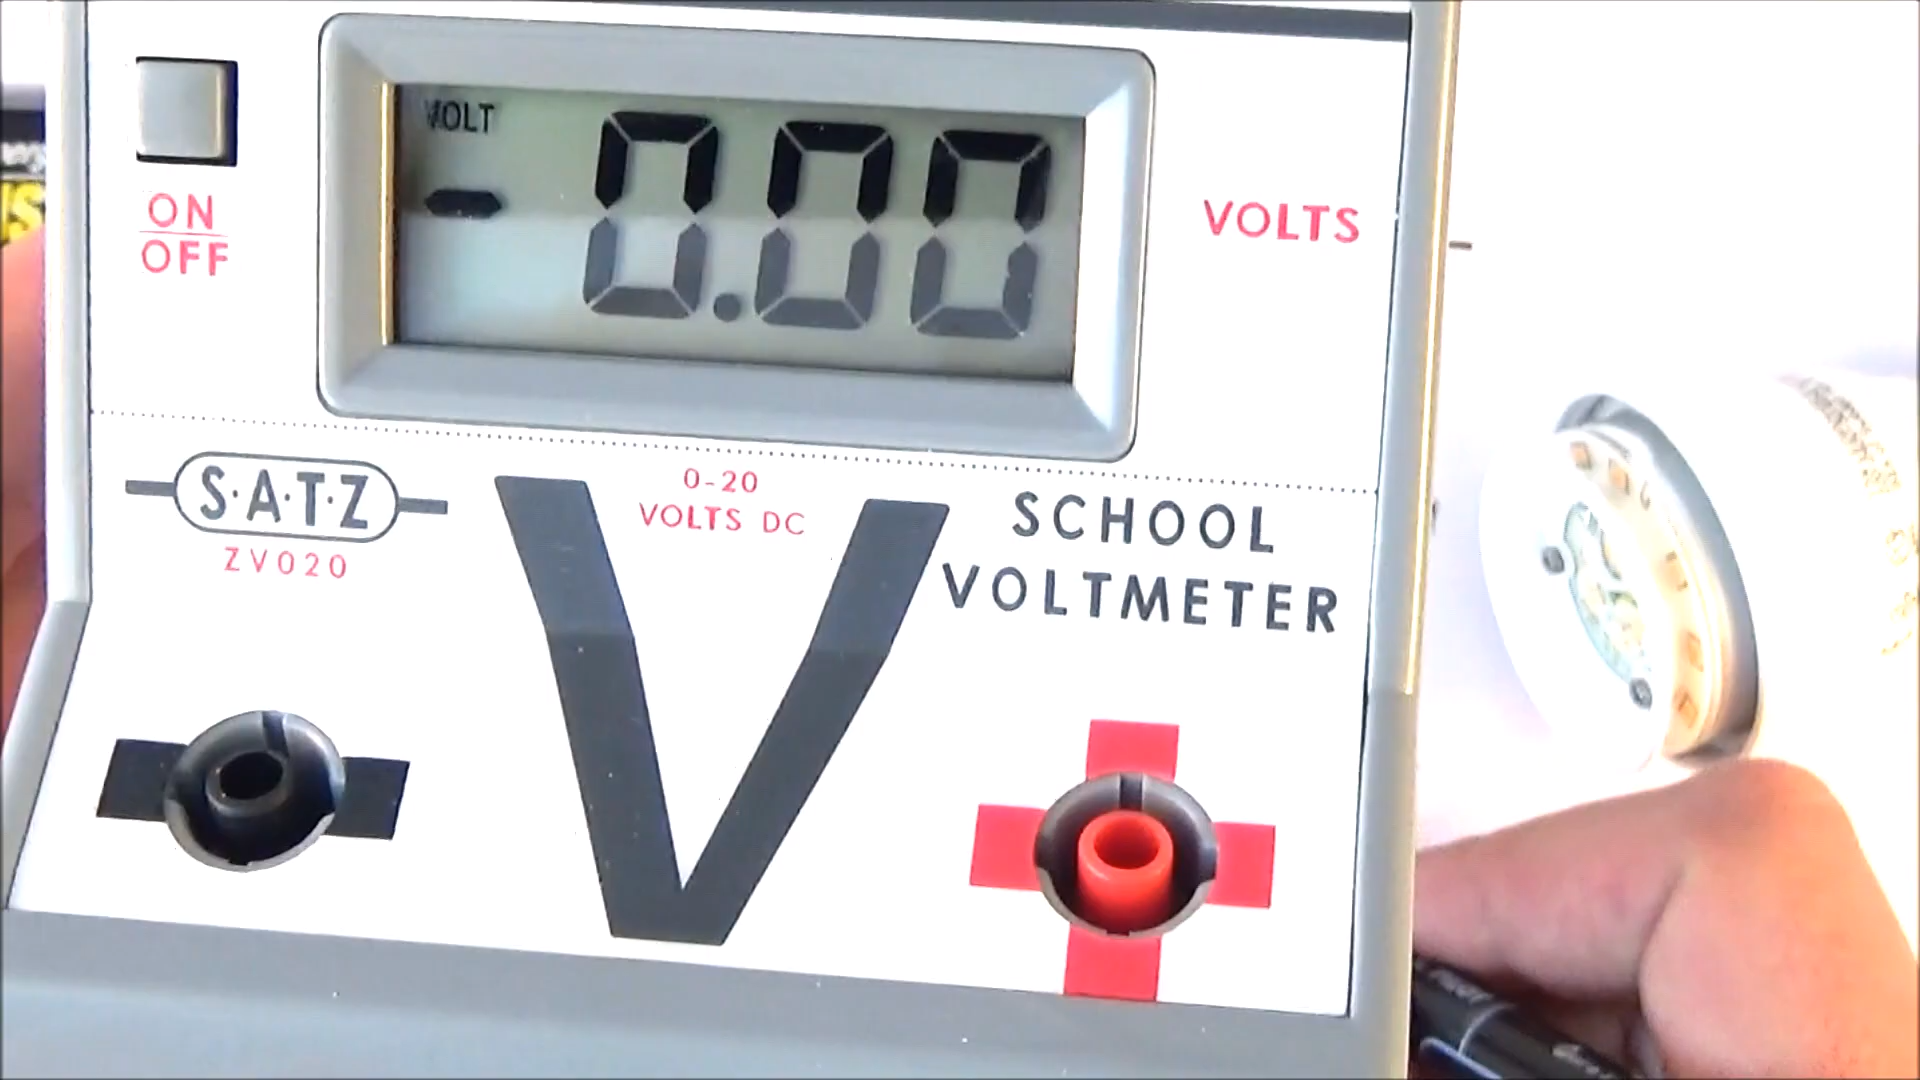 VOLT
-0.00
ON
OFF
VOLTS
S·A·T·Z
ZV020
0-20
VOLTS DC
V
SCHOOL
VOLTMETER